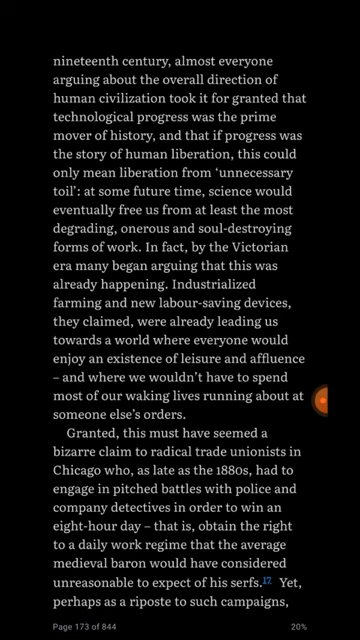 nineteenth century, almost everyone
arguing about the overall direction of
human civilization took it for granted that
technological progress was the prime
mover of history, and that if progress was
the story of human liberation, this could
only mean liberation from ‘unnecessary
toil’: at some future time, science would
eventually free us from at least the most
degrading, onerous and soul-destroying
forms of work. In fact, by the Victorian
era many began arguing that this was
already happening. Industrialized
farming and new labour-saving devices,
they claimed, were already leading us
towards a world where everyone would
enjoy an existence of leisure and affluence
– and where we wouldn’t have to spend
most of our waking lives running about at
someone else’s orders.
Granted, this must have seemed a
bizarre claim to radical trade unionists in
Chicago who, as late as the 1880s, had to
engage in pitched battles with police and
company detectives in order to win an
eight-hour day – that is, obtain the right
to a daily work regime that the average
medieval baron would have considered
unreasonable to expect of his serfs.17 Yet,
perhaps as a riposte to such campaigns,
Page 173 of 844 20%